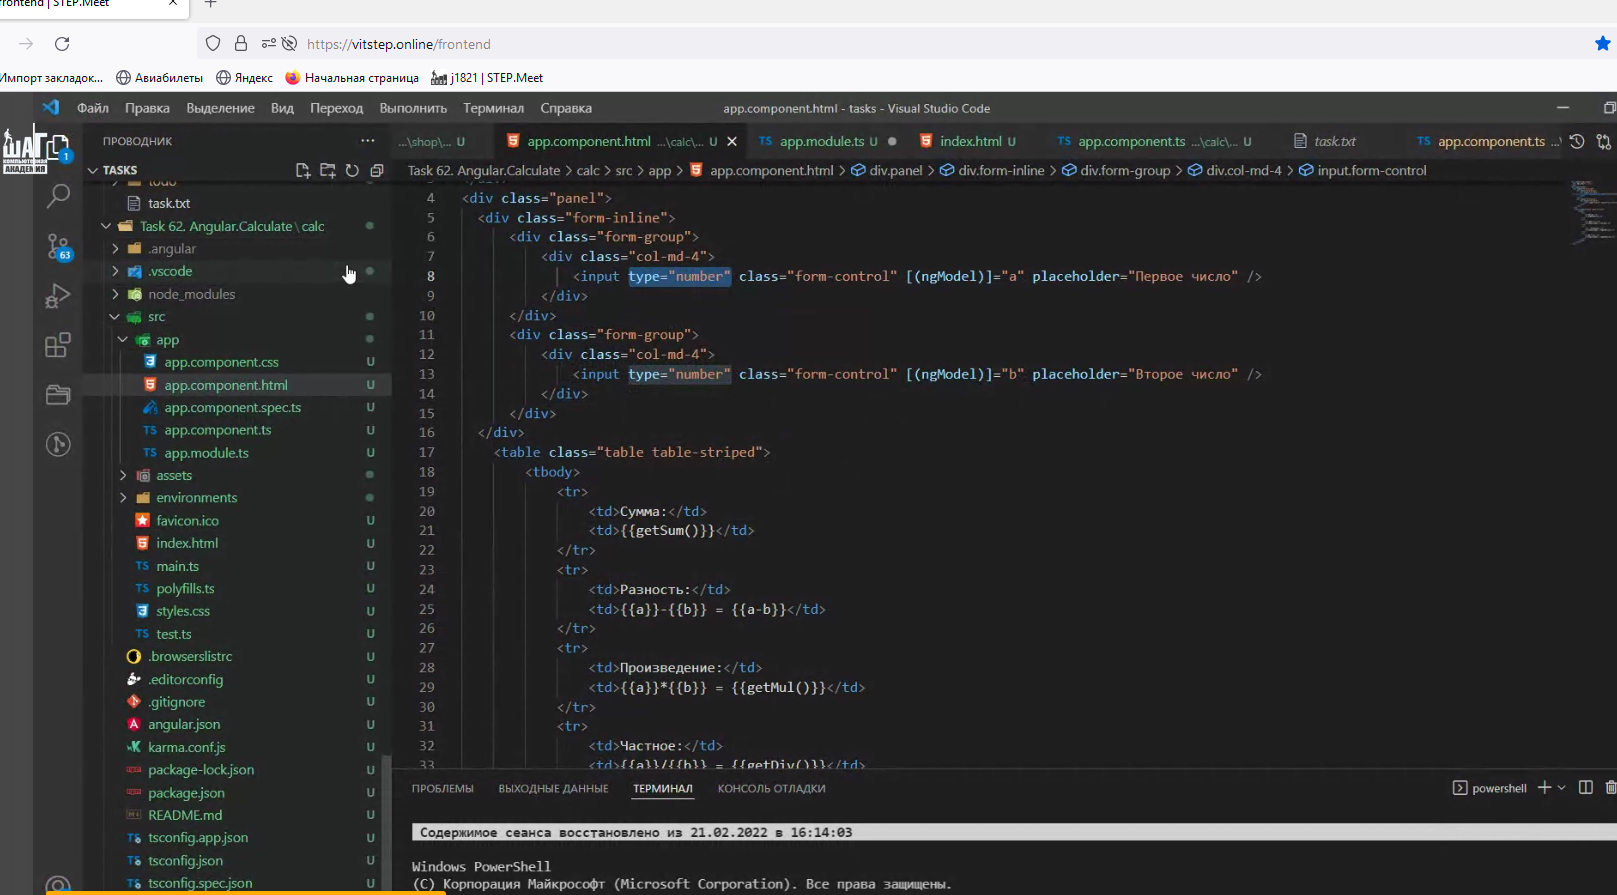 frontend | STEP.Meet
https://vitstep.online/frontend
Импорт закладок...
Авиабилеты
Яндекс
Начальная страница
j1821 | STEP.Meet
Файл Правка Выделение Вид Переход Выполнить Терминал Справка
app.component.html - tasks - Visual Studio Code
ШАГ
КОМПЬЮТЕРНАЯ
АКАДЕМИЯ
1
63
ПРОВОДНИК
...\shop\... U
app.component.html ...\calc\... U
app.module.ts U
index.html U
app.component.ts ...\calc\... U
task.txt
app.component.ts ...
TASKS
Task 62. Angular.Calculate > calc > src > app > app.component.html > div.panel > div.form-inline > div.form-group > div.col-md-4 > input.form-control
todo
task.txt
Task 62. Angular.Calculate \ calc
.angular
.vscode
node_modules
src
app
app.component.css U
app.component.html U
app.component.spec.ts U
app.component.ts U
app.module.ts U
assets
environments
favicon.ico U
index.html U
main.ts U
polyfills.ts U
styles.css U
test.ts U
.browserslistrc U
.editorconfig U
.gitignore U
angular.json U
karma.conf.js U
package-lock.json U
package.json U
README.md U
tsconfig.app.json U
tsconfig.json U
tsconfig.spec.json U
4 <div class="panel">
5 <div class="form-inline">
6 <div class="form-group">
7 <div class="col-md-4">
8 <input type="number" class="form-control" [(ngModel)]="a" placeholder="Первое число" />
9 </div>
10 </div>
11 <div class="form-group">
12 <div class="col-md-4">
13 <input type="number" class="form-control" [(ngModel)]="b" placeholder="Второе число" />
14 </div>
15 </div>
16 </div>
17 <table class="table table-striped">
18 <tbody>
19 <tr>
20 <td>Сумма:</td>
21 <td>{{getSum()}}</td>
22 </tr>
23 <tr>
24 <td>Разность:</td>
25 <td>{{a}}-{{b}} = {{a-b}}</td>
26 </tr>
27 <tr>
28 <td>Произведение:</td>
29 <td>{{a}}*{{b}} = {{getMul()}}</td>
30 </tr>
31 <tr>
32 <td>Частное:</td>
33 <td>{{a}}/{{b}} = {{getDiv()}}</td>
ПРОБЛЕМЫ ВЫХОДНЫЕ ДАННЫЕ ТЕРМИНАЛ КОНСОЛЬ ОТЛАДКИ
powershell
Содержимое сеанса восстановлено из 21.02.2022 в 16:14:03
Windows PowerShell
(C) Корпорация Майкрософт (Microsoft Corporation). Все права защищены.